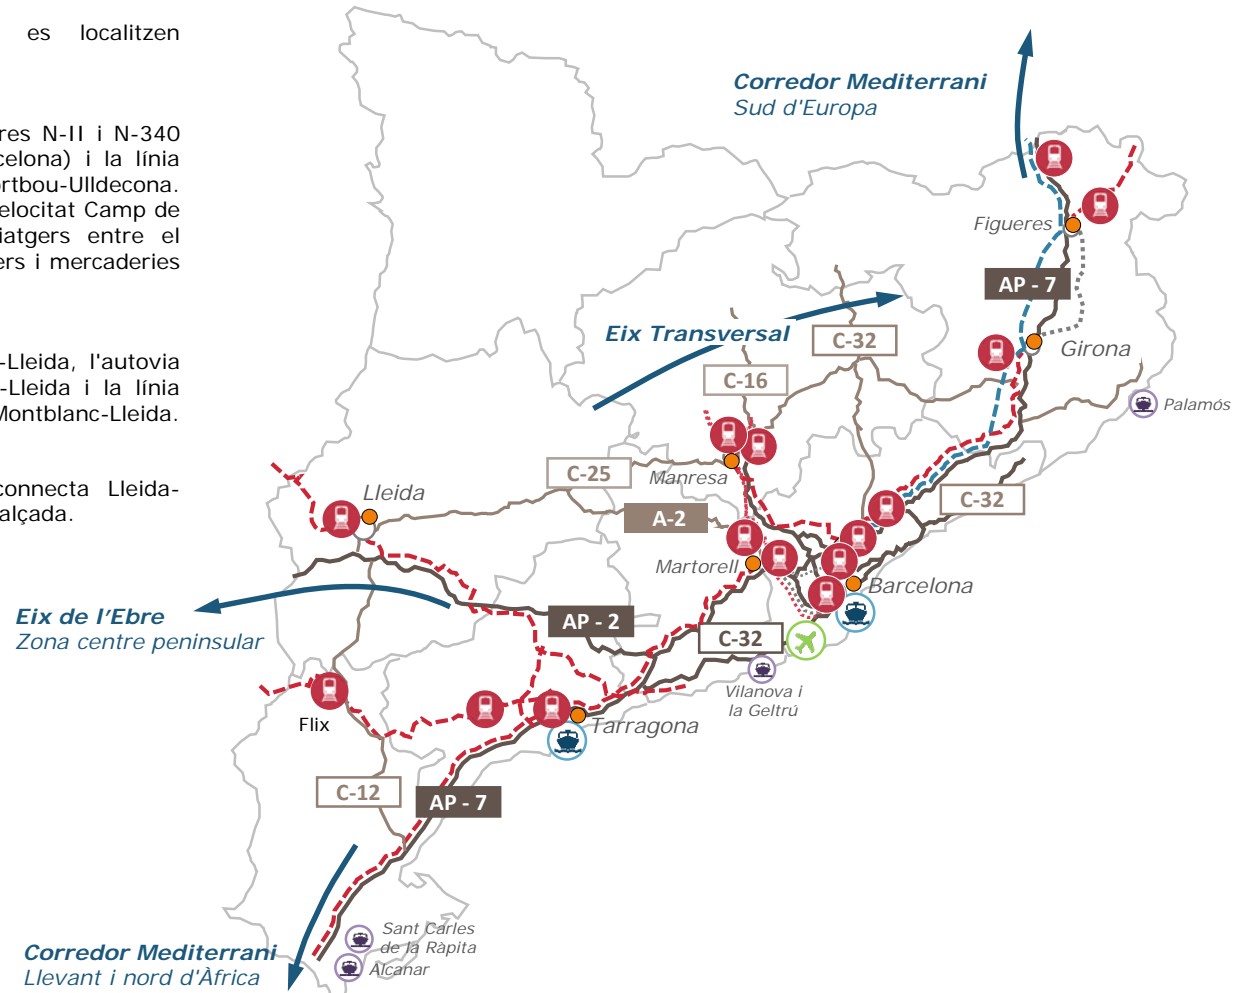 es localitzen
res N-II i N-340
celona) i la línia
ortbou-Ulldecona.
elocitat Camp de
iatgers entre el
ers i mercaderies
-Lleida, l'autovia
-Lleida i la línia
Montblanc-Lleida.
connecta Lleida-
alçada.
Corredor Mediterrani
Sud d'Europa
Figueres
AP - 7
Eix Transversal
C-32
Girona
C-16
Palamós
Manresa
C-25
C-32
Lleida
A-2
Martorell
Barcelona
Eix de l'Ebre
Zona centre peninsular
AP - 2
C-32
Vilanova i
la Geltrú
Flix
Tarragona
C-12
AP - 7
Sant Carles
de la Ràpita
Alcanar
Corredor Mediterrani
Llevant i nord d'Àfrica